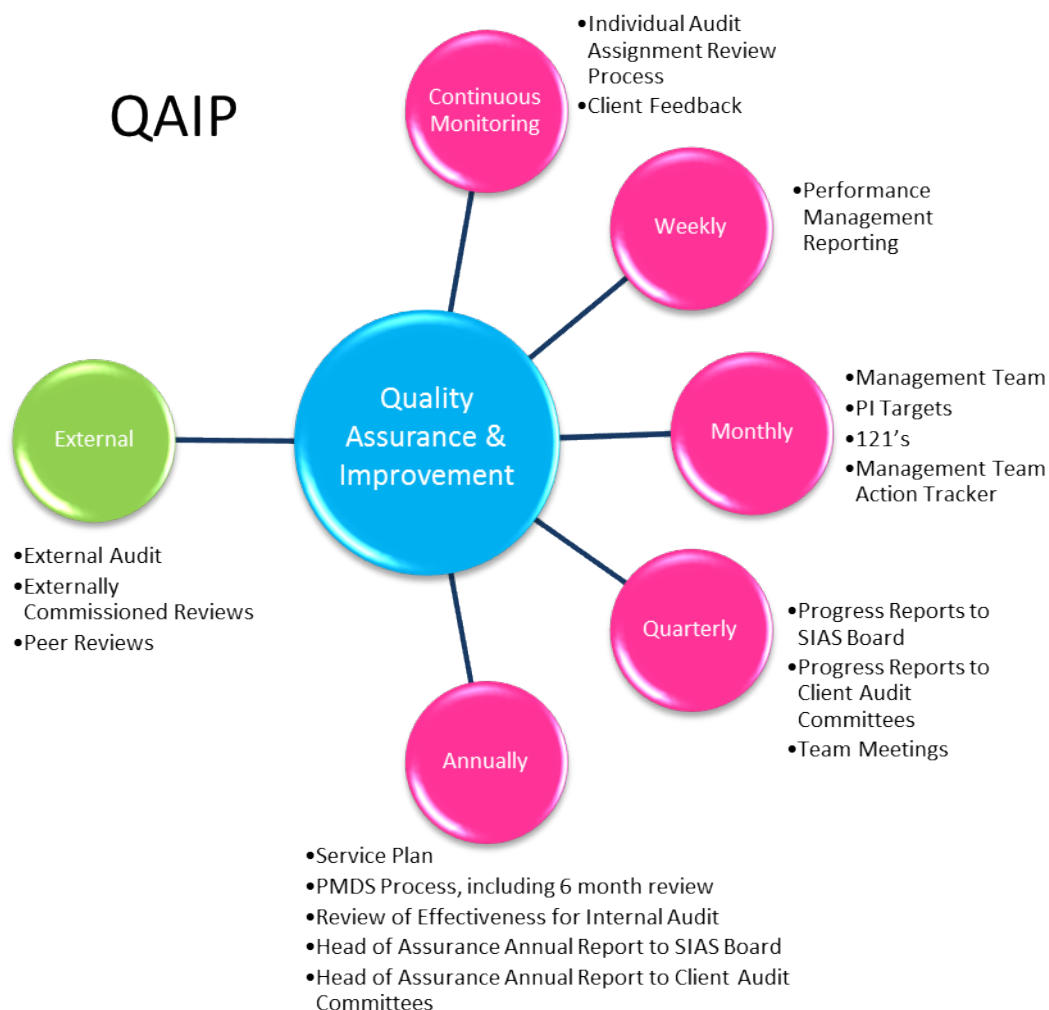 QAIP
Continuous
Monitoring
•Individual Audit
Assignment Review
Process
•Client Feedback
Weekly
•Performance
Management
Reporting
Quality
Assurance &
Improvement
Monthly
•Management Team
•PI Targets
•121’s
•Management Team
Action Tracker
External
•External Audit
•Externally
Commissioned Reviews
•Peer Reviews
Quarterly
•Progress Reports to
SIAS Board
•Progress Reports to
Client Audit
Committees
•Team Meetings
Annually
•Service Plan
•PMDS Process, including 6 month review
•Review of Effectiveness for Internal Audit
•Head of Assurance Annual Report to SIAS Board
•Head of Assurance Annual Report to Client Audit
Committees